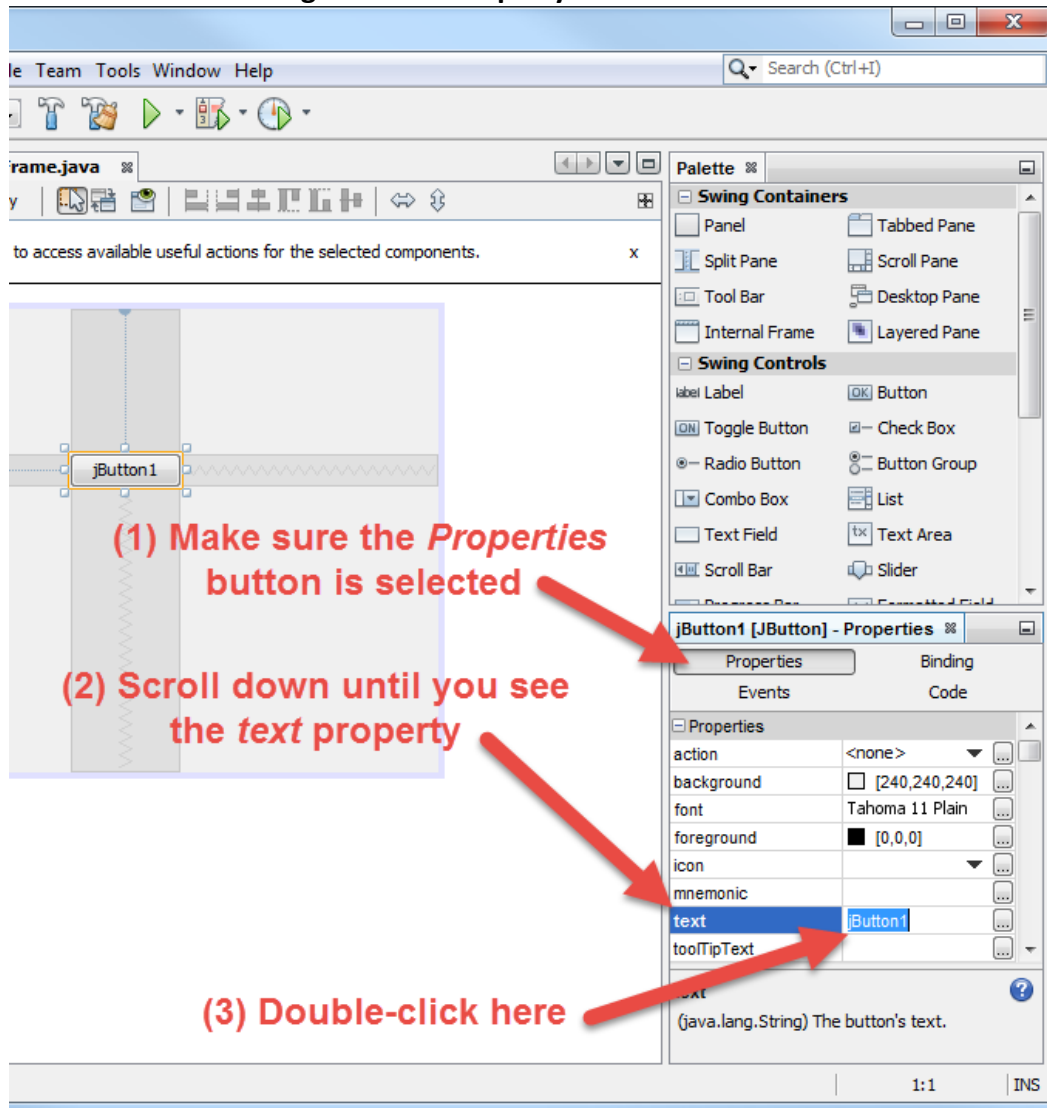 le Team Tools Window Help
Search (Ctrl+I)
Frame.java
Palette
Swing Containers
Panel Tabbed Pane
to access available useful actions for the selected components. x
Split Pane Scroll Pane
Tool Bar Desktop Pane
Internal Frame Layered Pane
Swing Controls
label Label OK Button
ON Toggle Button Check Box
Radio Button Button Group
Combo Box List
Text Field tx Text Area
Scroll Bar Slider
jButton1
(1) Make sure the Properties
button is selected
(2) Scroll down until you see
the text property
(3) Double-click here
jButton1 [JButton] - Properties
Properties Binding
Events Code
Properties
action <none> ...
background [240,240,240] ...
font Tahoma 11 Plain ...
foreground [0,0,0] ...
icon ...
mnemonic ...
text jButton1 ...
toolTipText ...
(java.lang.String) The button's text.
1:1 INS